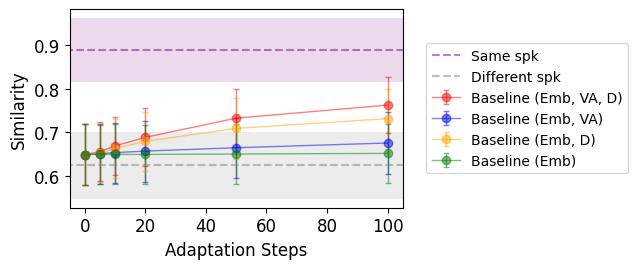 0.9
0.8
0.7
0.6
Similarity
0 20 40 60 80 100
Adaptation Steps
Same spk
Different spk
Baseline (Emb, VA, D)
Baseline (Emb, VA)
Baseline (Emb, D)
Baseline (Emb)